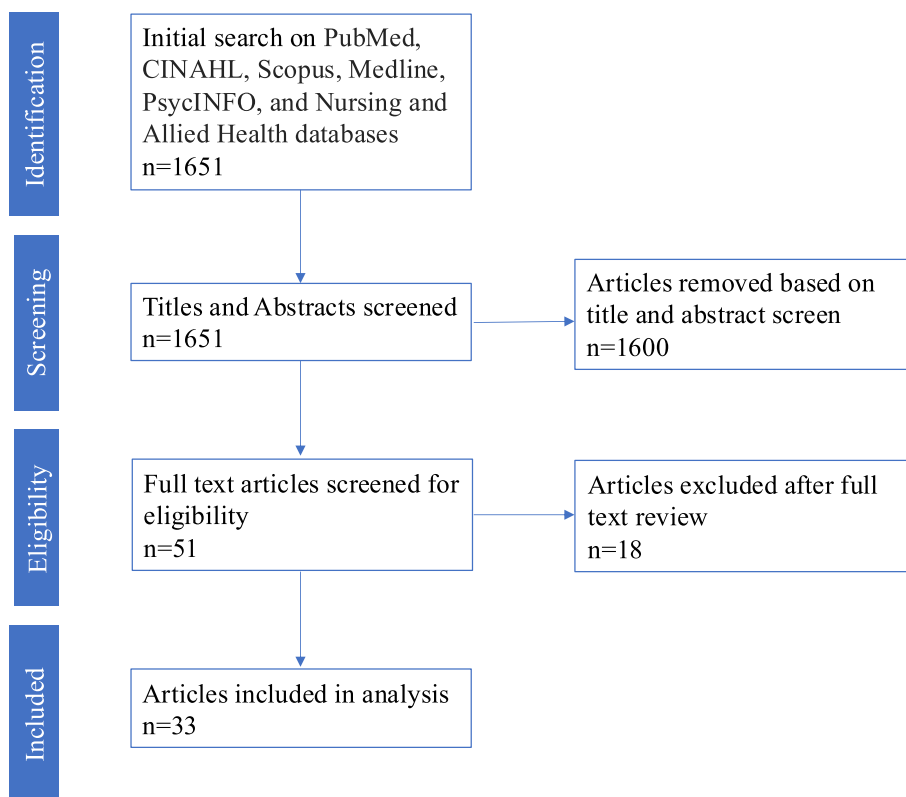 Identification
Initial search on PubMed,
CINAHL, Scopus, Medline,
PsycINFO, and Nursing and
Allied Health databases
n=1651
Screening
Titles and Abstracts screened
n=1651
Articles removed based on
title and abstract screen
n=1600
Eligibility
Full text articles screened for
eligibility
n=51
Articles excluded after full
text review
n=18
Included
Articles included in analysis
n=33